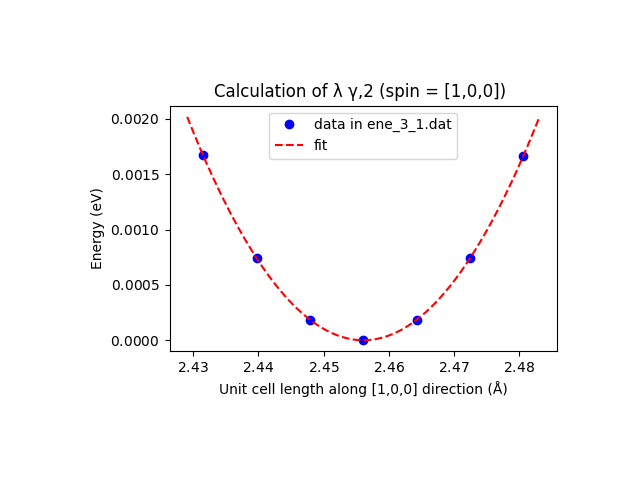 Calculation of λ γ,2 (spin = [1,0,0])
data in ene_3_1.dat
fit
Energy (eV)
0.0020
0.0015
0.0010
0.0005
0.0000
2.43 2.44 2.45 2.46 2.47 2.48
Unit cell length along [1,0,0] direction (Å)